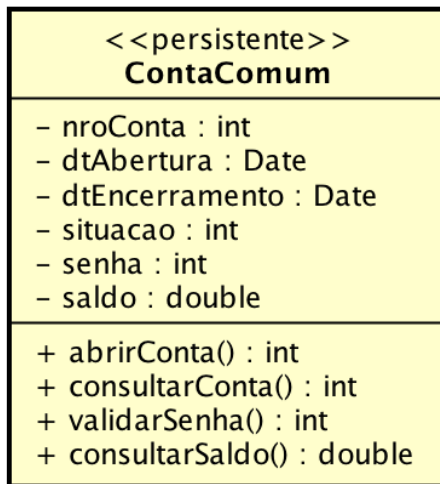 <<persistente>>
ContaComum
– nroConta : int
– dtAbertura : Date
– dtEncerramento : Date
– situacao : int
– senha : int
– saldo : double
+ abrirConta() : int
+ consultarConta() : int
+ validarSenha() : int
+ consultarSaldo() : double